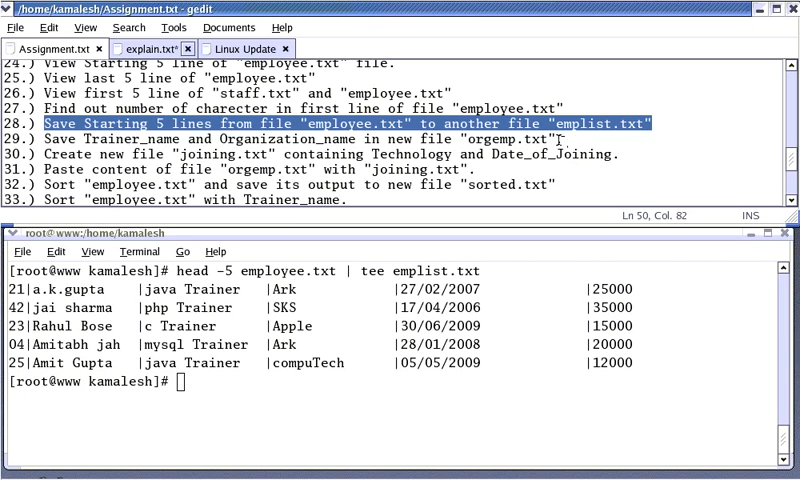 /home/kamalesh/Assignment.txt - gedit
File Edit View Search Tools Documents Help
Assignment.txt explain.txt* Linux Update
24.) View Starting 5 line of "employee.txt" file.
25.) View last 5 line of "employee.txt"
26.) View first 5 line of "staff.txt" and "employee.txt"
27.) Find out number of charecter in first line of file "employee.txt"
28.) Save Starting 5 lines from file "employee.txt" to another file "emplist.txt"
29.) Save Trainer_name and Organization_name in new file "orgemp.txt"
30.) Create new file "joining.txt" containing Technology and Date_of_Joining.
31.) Paste content of file "orgemp.txt" with "joining.txt".
32.) Sort "employee.txt" and save its output to new file "sorted.txt"
33.) Sort "employee.txt" with Trainer_name.
Ln 50, Col. 82 INS
root@www:/home/kamalesh
File Edit View Terminal Go Help
[root@www kamalesh]# head -5 employee.txt | tee emplist.txt
21|a.k.gupta |java Trainer |Ark |27/02/2007 |25000
42|jai sharma |php Trainer |SKS |17/04/2006 |35000
23|Rahul Bose |c Trainer |Apple |30/06/2009 |15000
04|Amitabh jah |mysql Trainer |Ark |28/01/2008 |20000
25|Amit Gupta |java Trainer |compuTech |05/05/2009 |12000
[root@www kamalesh]#